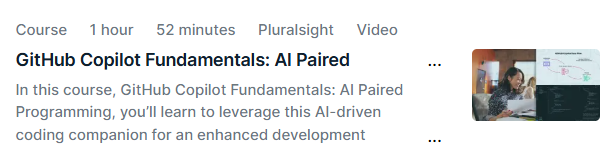 Course 1 hour 52 minutes Pluralsight Video
GitHub Copilot Fundamentals: AI Paired ...
In this course, GitHub Copilot Fundamentals: AI Paired
Programming, you’ll learn to leverage this AI-driven
coding companion for an enhanced development ...